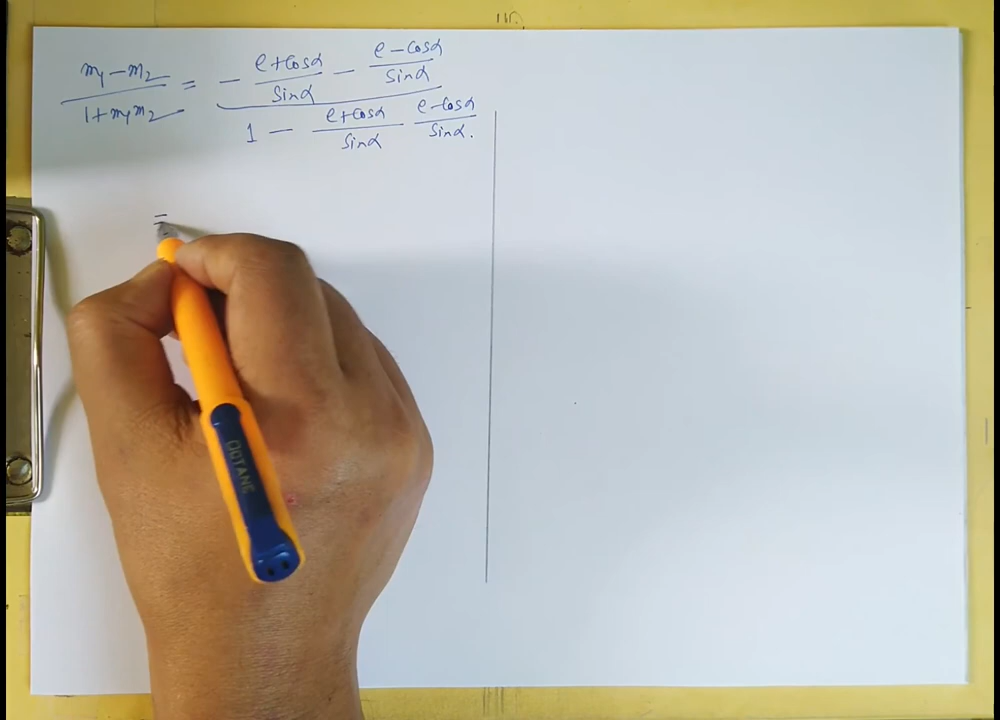 (m₁ − m₂)/(1 + m₁m₂) = (− (e + cosα)/sinα − (e − cosα)/sinα)/(1 − (e + cosα)/sinα (e − cosα)/sinα.)
=
OCTANE